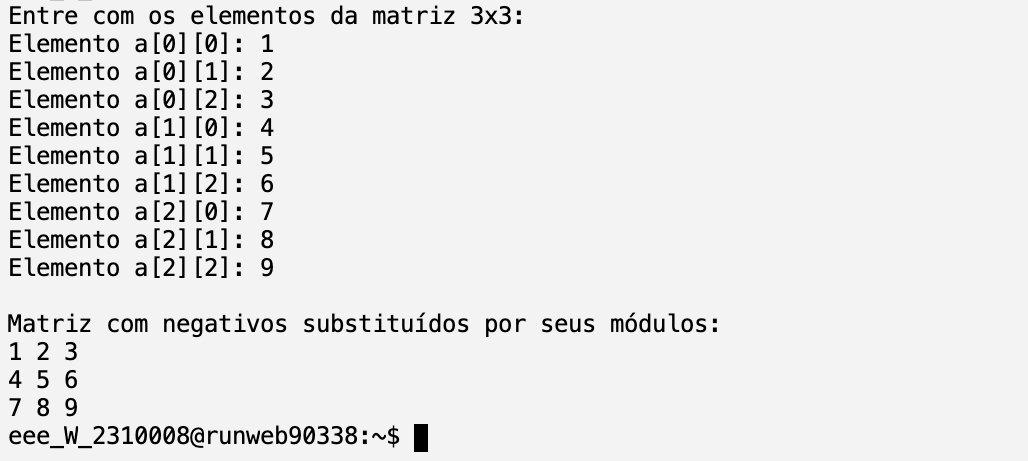 Entre com os elementos da matriz 3x3:
Elemento a[0][0]: 1
Elemento a[0][1]: 2
Elemento a[0][2]: 3
Elemento a[1][0]: 4
Elemento a[1][1]: 5
Elemento a[1][2]: 6
Elemento a[2][0]: 7
Elemento a[2][1]: 8
Elemento a[2][2]: 9
Matriz com negativos substituídos por seus módulos:
1 2 3
4 5 6
7 8 9
eee_W_2310008@runweb90338:~$